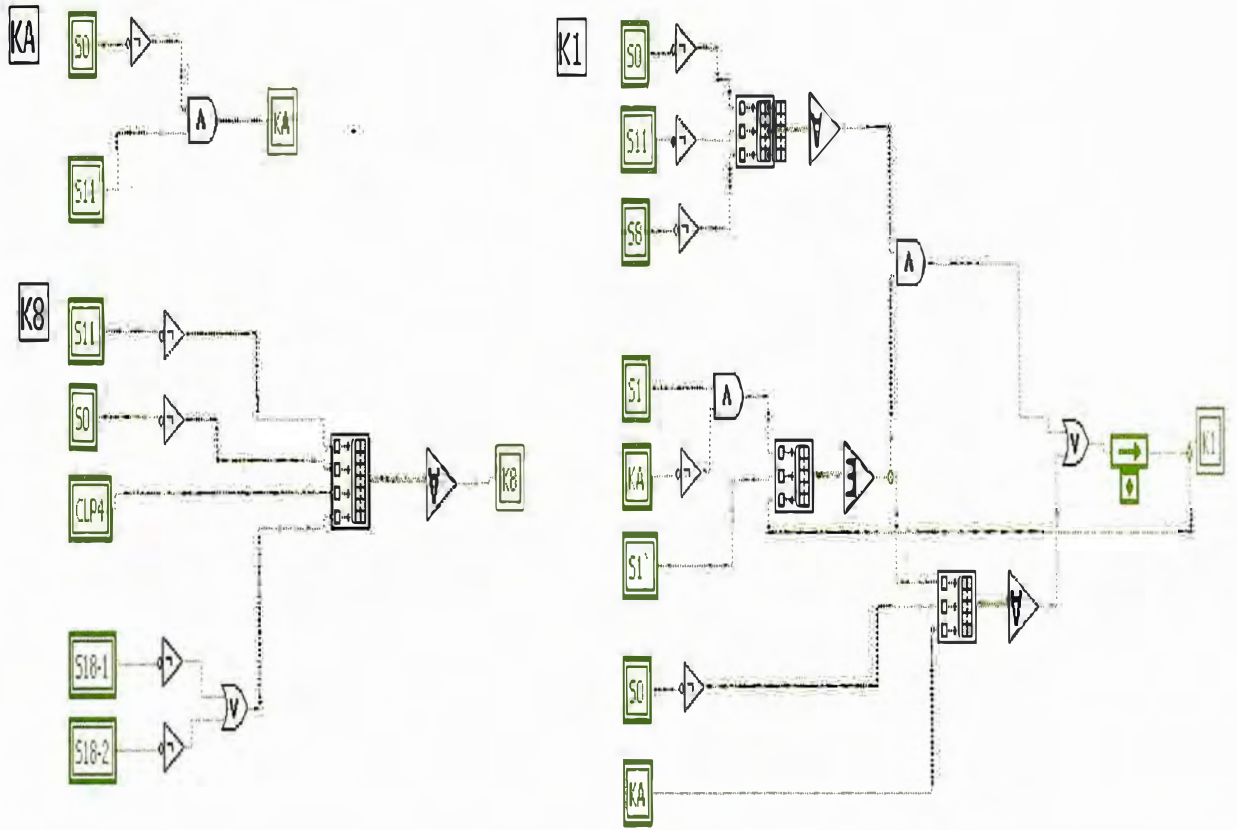 KA
S0
¬
Λ
KA
S11`
K8
S11
¬
S0
¬
CLP4
∀
K8
S18-1
¬
V
S18-2
¬
K1
S0
¬
S11
¬
∀
S8
¬
Λ
S1
Λ
KA
¬
∃
V
K1
S1`
∀
S0
¬
KA